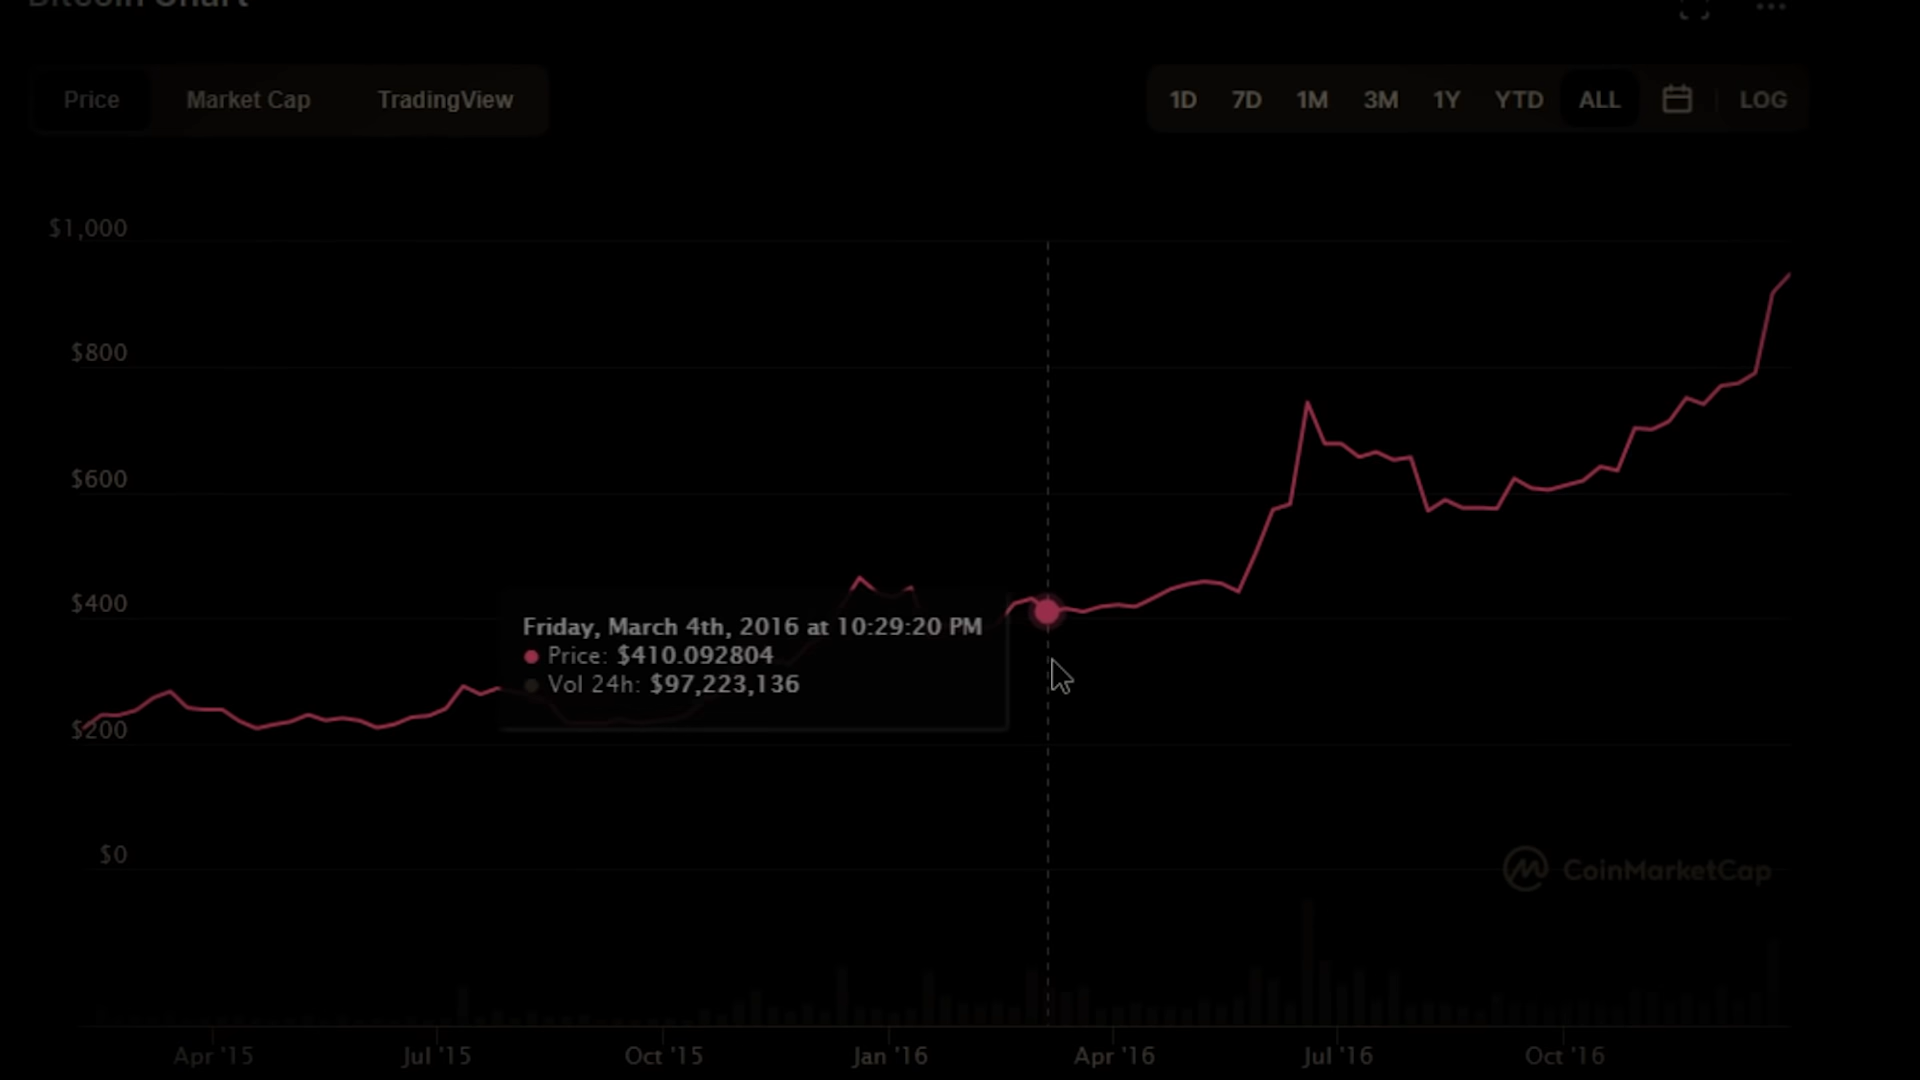 Bitcoin Chart
Price Market Cap TradingView
1D 7D 1M 3M 1Y YTD ALL LOG
$1,000
$800
$600
$400
$200
$0
Friday, March 4th, 2016 at 10:29:20 PM
Price: $410.092804
Vol 24h: $97,223,136
CoinMarketCap
Apr '15 Jul '15 Oct '15 Jan '16 Apr '16 Jul '16 Oct '16